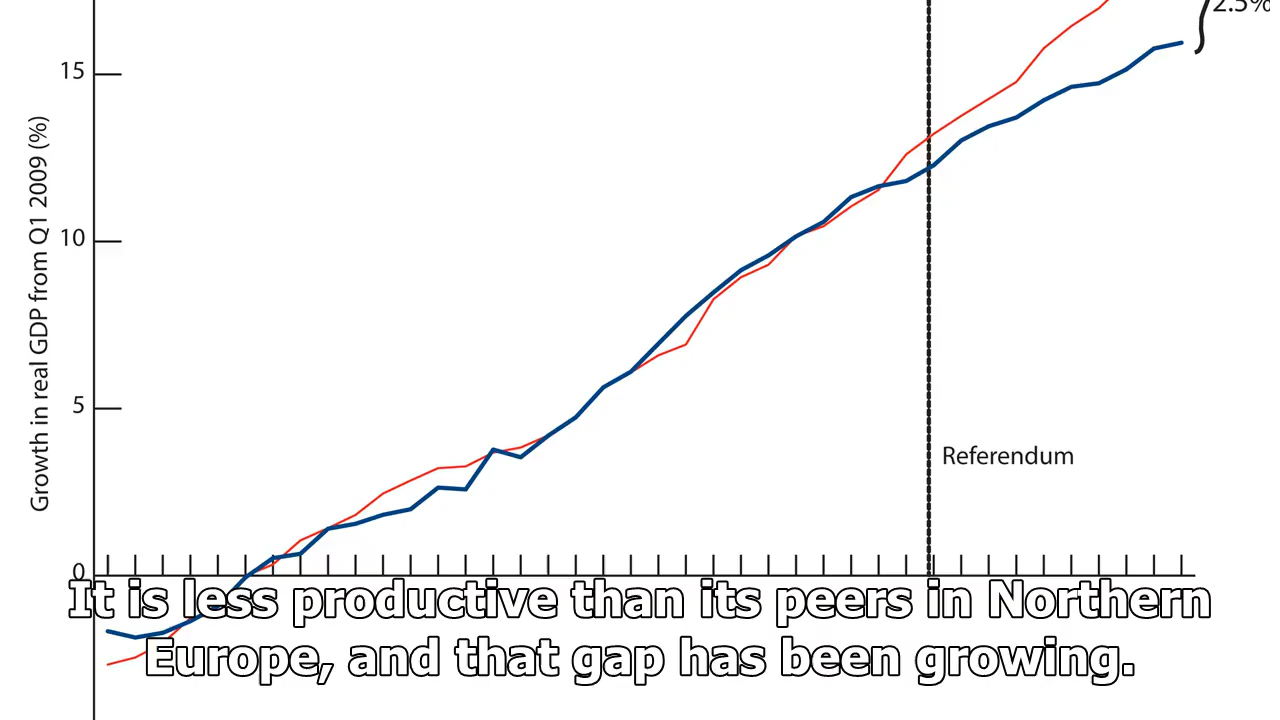 2.5%
15
10
5
0
Growth in real GDP from Q1 2009 (%)
Referendum
It is less productive than its peers in Northern
Europe, and that gap has been growing.